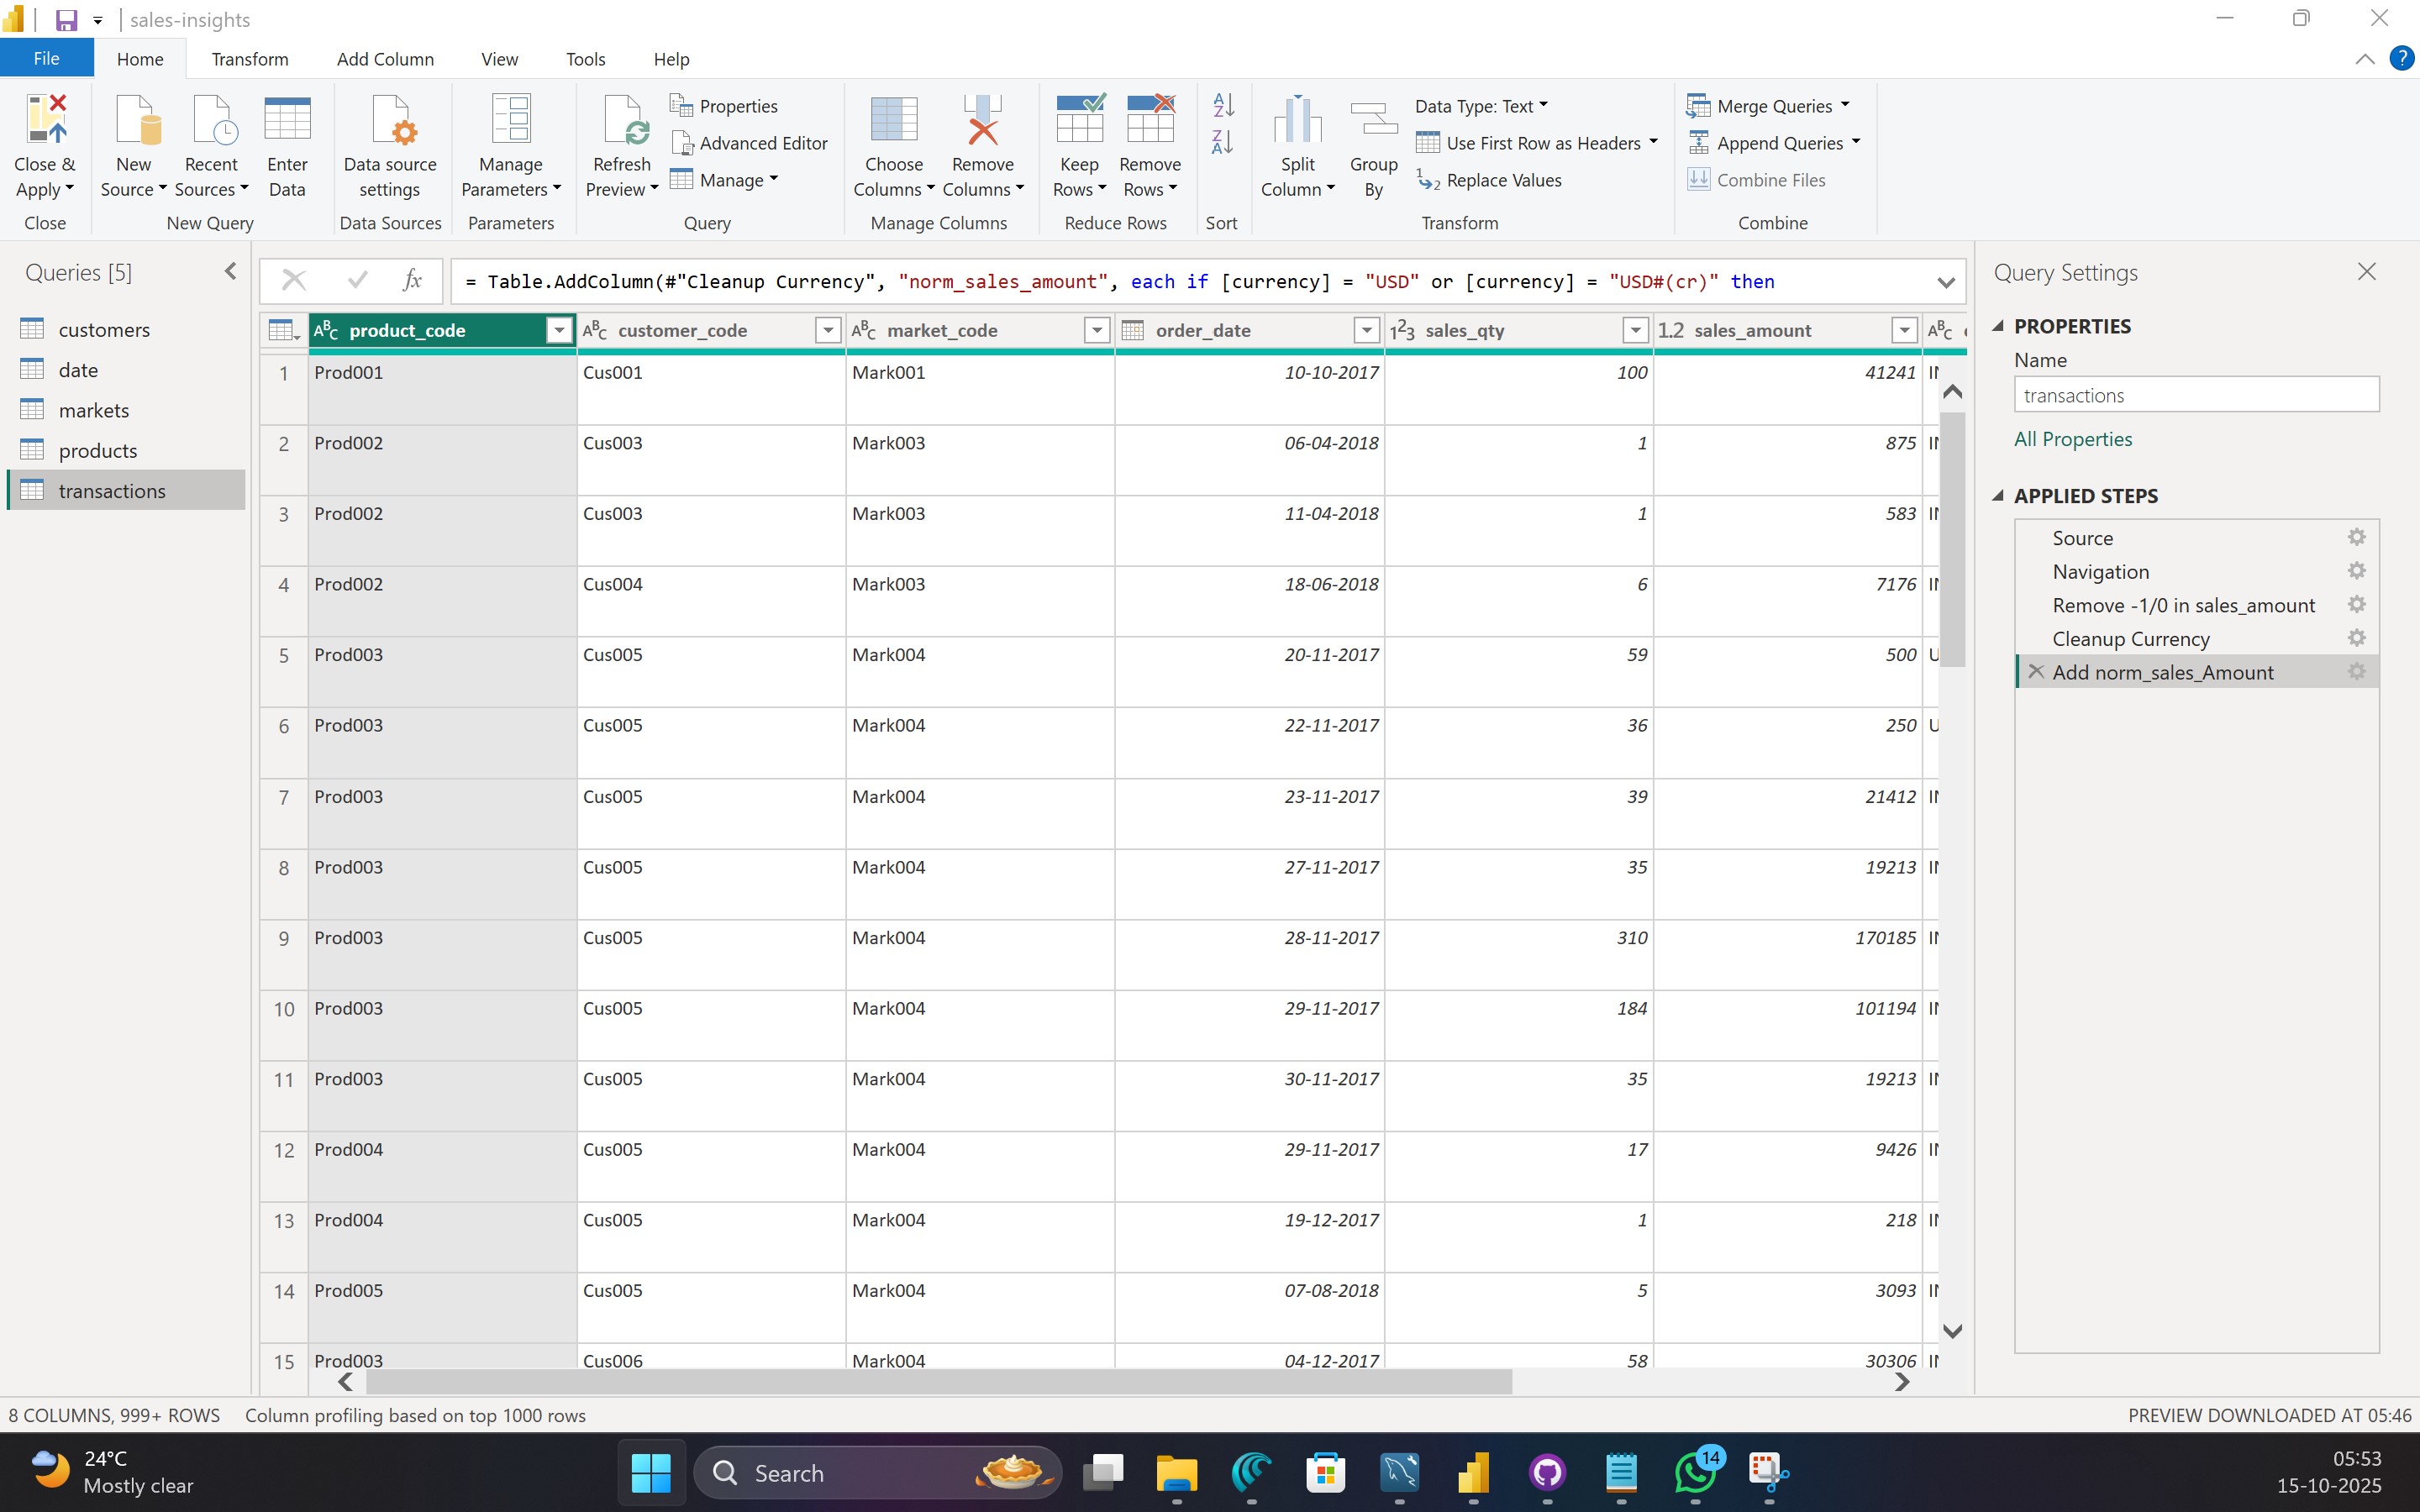 sales-insights
File Home Transform Add Column View Tools Help
Close & Apply New Source Recent Sources Enter Data Data source settings Manage Parameters Refresh Preview Properties Advanced Editor Manage Choose Columns Remove Columns Keep Rows Remove Rows Split Column Group By Data Type: Text Use First Row as Headers Replace Values Merge Queries Append Queries Combine Files
Close New Query Data Sources Parameters Query Manage Columns Reduce Rows Sort Transform Combine
Queries [5]
customers
date
markets
products
transactions
fx = Table.AddColumn(#"Cleanup Currency", "norm_sales_amount", each if [currency] = "USD" or [currency] = "USD#(cr)" then
product_code customer_code market_code order_date 1.2 sales_qty sales_amount
1 Prod001 Cus001 Mark001 10-10-2017 100 41241
2 Prod002 Cus003 Mark003 06-04-2018 1 875
3 Prod002 Cus003 Mark003 11-04-2018 1 583
4 Prod002 Cus004 Mark003 18-06-2018 6 7176
5 Prod003 Cus005 Mark004 20-11-2017 59 500
6 Prod003 Cus005 Mark004 22-11-2017 36 250
7 Prod003 Cus005 Mark004 23-11-2017 39 21412
8 Prod003 Cus005 Mark004 27-11-2017 35 19213
9 Prod003 Cus005 Mark004 28-11-2017 310 170185
10 Prod003 Cus005 Mark004 29-11-2017 184 101194
11 Prod003 Cus005 Mark004 30-11-2017 35 19213
12 Prod004 Cus005 Mark004 29-11-2017 17 9426
13 Prod004 Cus005 Mark004 19-12-2017 1 218
14 Prod005 Cus005 Mark004 07-08-2018 5 3093
15 Prod003 Cus006 Mark004 04-12-2017 58 30306
Query Settings
PROPERTIES
Name
transactions
All Properties
APPLIED STEPS
Source
Navigation
Remove -1/0 in sales_amount
Cleanup Currency
Add norm_sales_Amount
8 COLUMNS, 999+ ROWS Column profiling based on top 1000 rows PREVIEW DOWNLOADED AT 05:46
24°C
Mostly clear
Search
14
05:53
15-10-2025